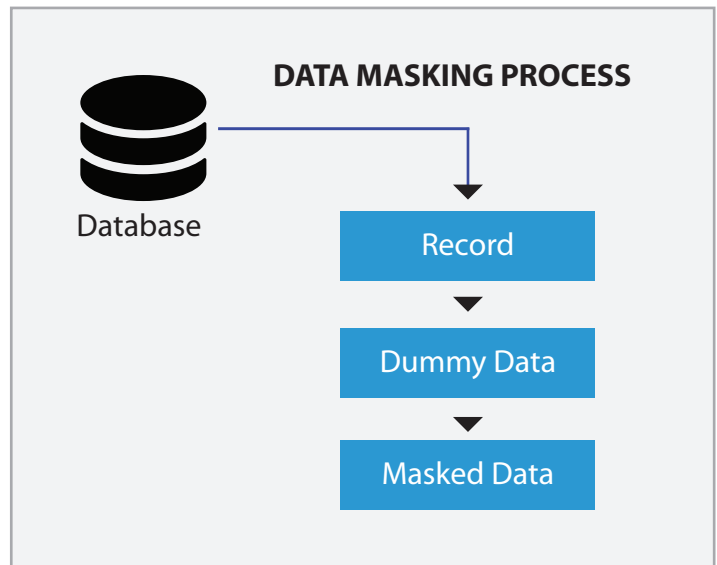 DATA MASKING PROCESS
Database
Record
Dummy Data
Masked Data